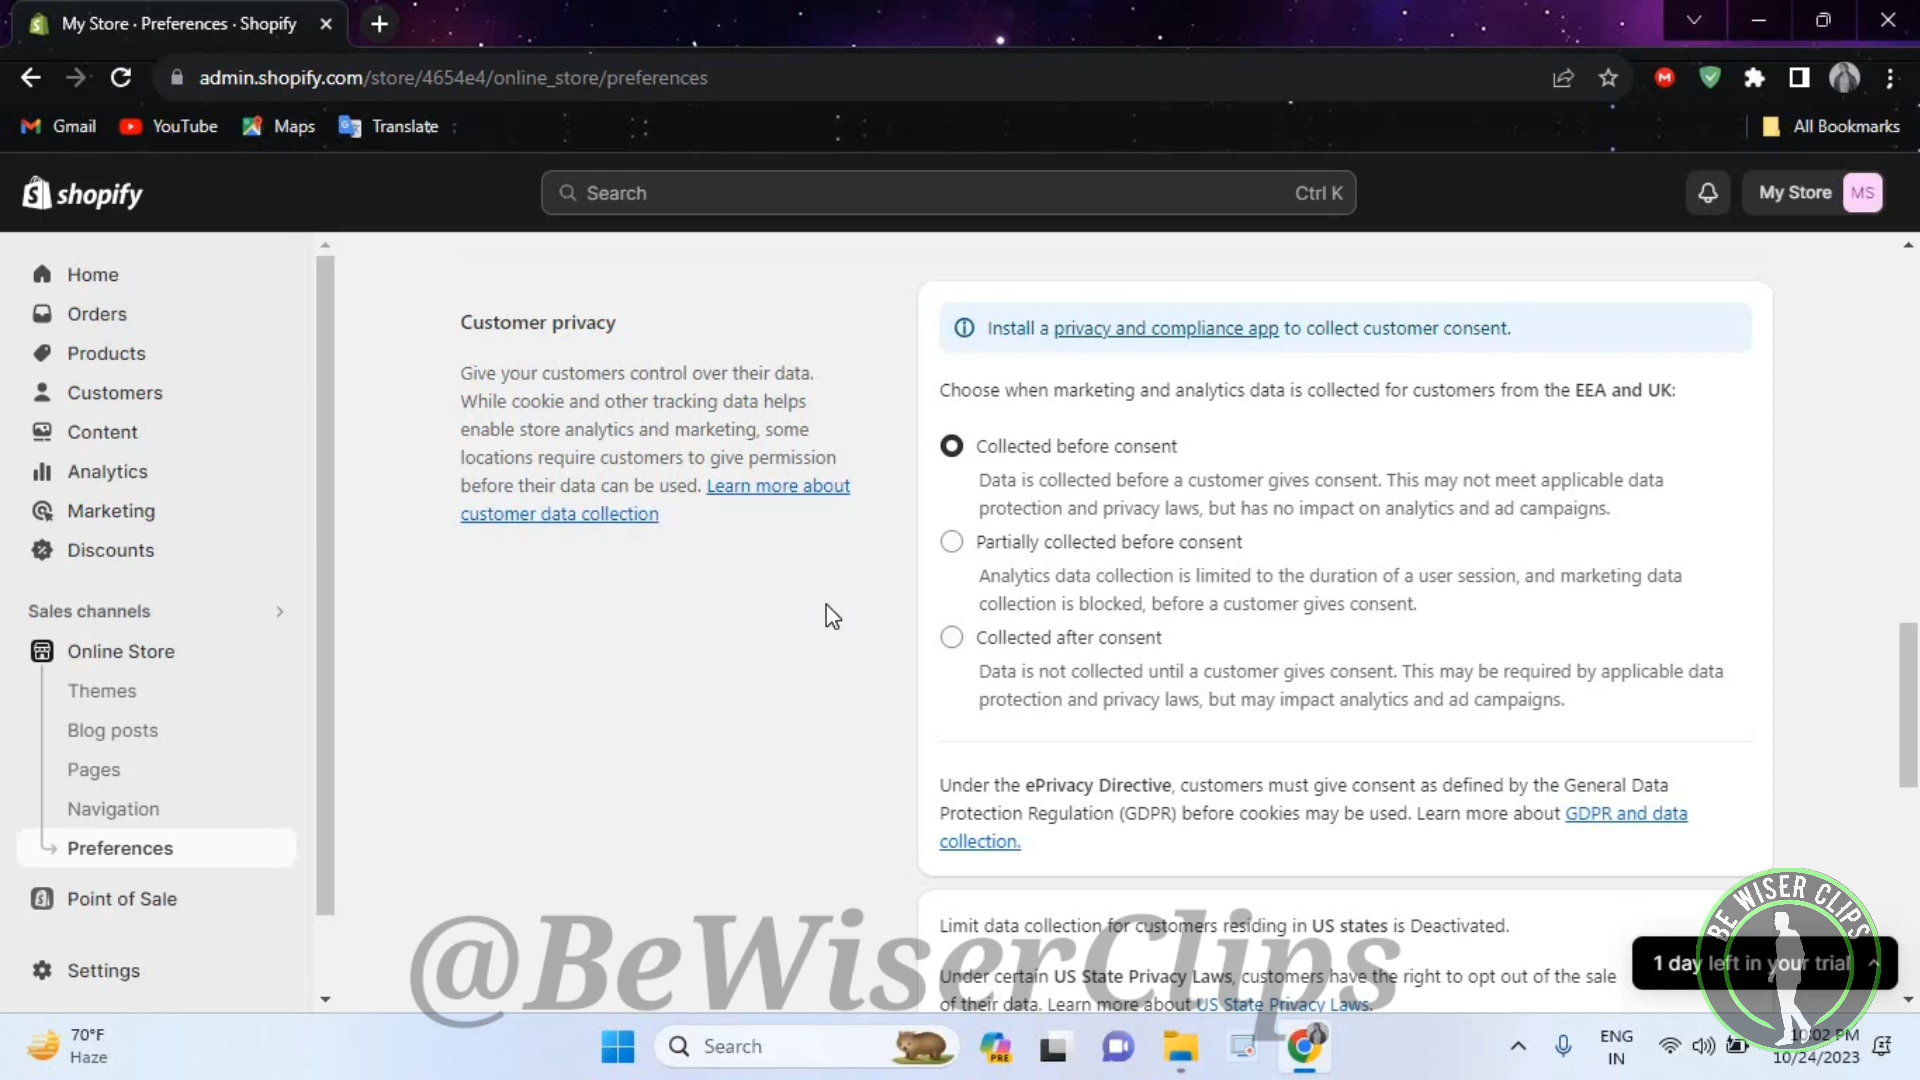 My Store · Preferences · Shopify
admin.shopify.com/store/4654e4/online_store/preferences
M
Gmail
YouTube
Maps
Translate
All Bookmarks
shopify
Search
Ctrl K
My Store
MS
Home
Orders
Products
Customers
Content
Analytics
Marketing
Discounts
Sales channels
Online Store
Themes
Blog posts
Pages
Navigation
Preferences
Point of Sale
Settings
Customer privacy
Give your customers control over their data.
While cookie and other tracking data helps
enable store analytics and marketing, some
locations require customers to give permission
before their data can be used. Learn more about
customer data collection
Install a privacy and compliance app to collect customer consent.
Choose when marketing and analytics data is collected for customers from the EEA and UK:
Collected before consent
Data is collected before a customer gives consent. This may not meet applicable data
protection and privacy laws, but has no impact on analytics and ad campaigns.
Partially collected before consent
Analytics data collection is limited to the duration of a user session, and marketing data
collection is blocked, before a customer gives consent.
Collected after consent
Data is not collected until a customer gives consent. This may be required by applicable data
protection and privacy laws, but may impact analytics and ad campaigns.
Under the ePrivacy Directive, customers must give consent as defined by the General Data
Protection Regulation (GDPR) before cookies may be used. Learn more about GDPR and data
collection.
Limit data collection for customers residing in US states is Deactivated.
Under certain US State Privacy Laws, customers have the right to opt out of the sale
of their data. Learn more about US State Privacy Laws.
@BeWiserClips
BE WISER CLIPS
1 day left in your trial
70°F
Haze
Search
PRE
ENG
IN
10:02 PM
10/24/2023